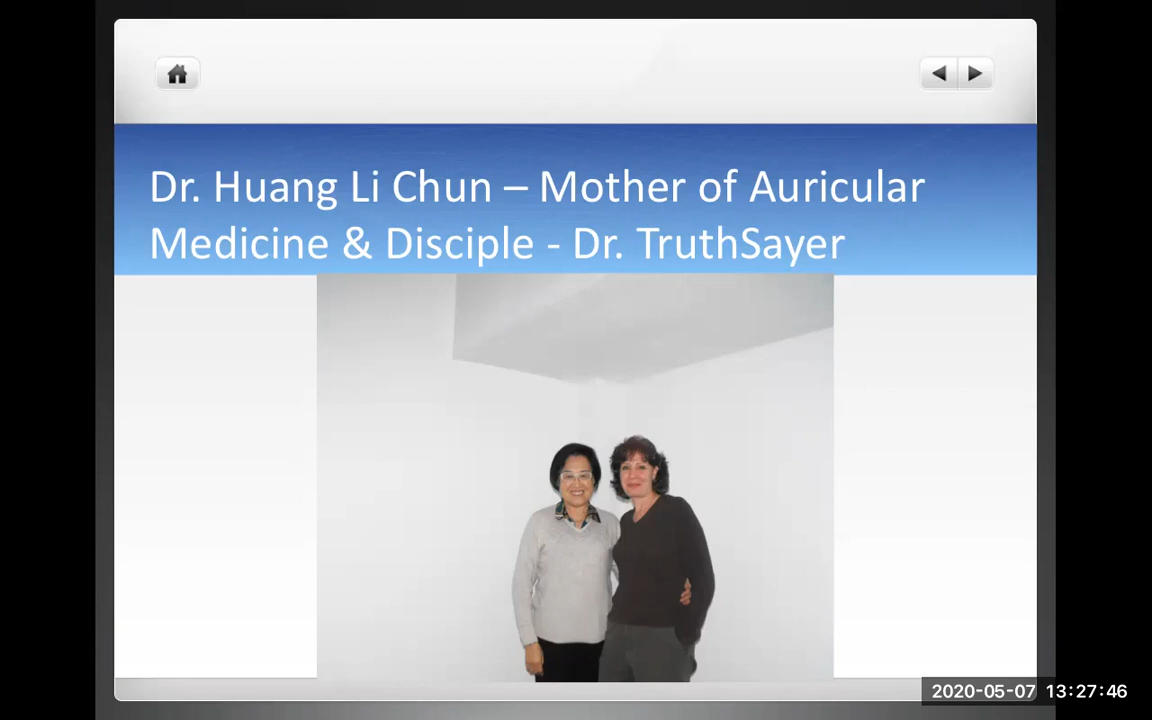 Dr. Huang Li Chun – Mother of Auricular
Medicine & Disciple - Dr. TruthSayer
2020-05-07 13:27:46